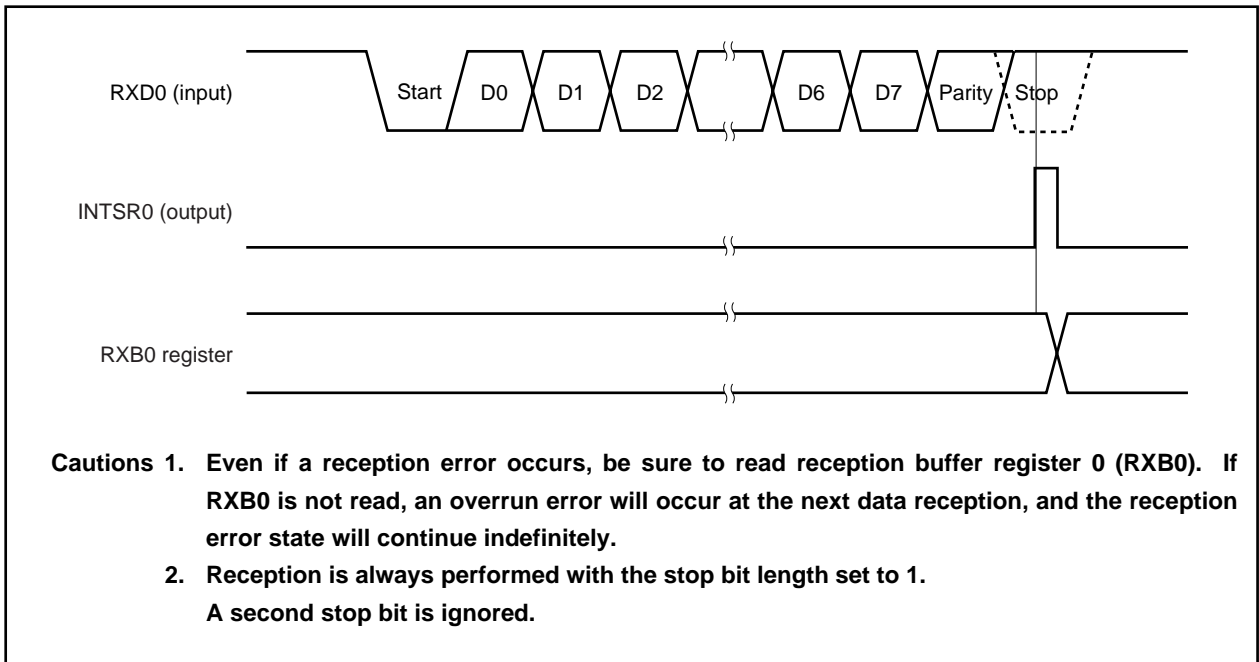 RXD0 (input)
Start D0 D1 D2 D6 D7 Parity Stop
INTSR0 (output)
RXB0 register
Cautions 1. Even if a reception error occurs, be sure to read reception buffer register 0 (RXB0). If
RXB0 is not read, an overrun error will occur at the next data reception, and the reception
error state will continue indefinitely.
2. Reception is always performed with the stop bit length set to 1.
A second stop bit is ignored.